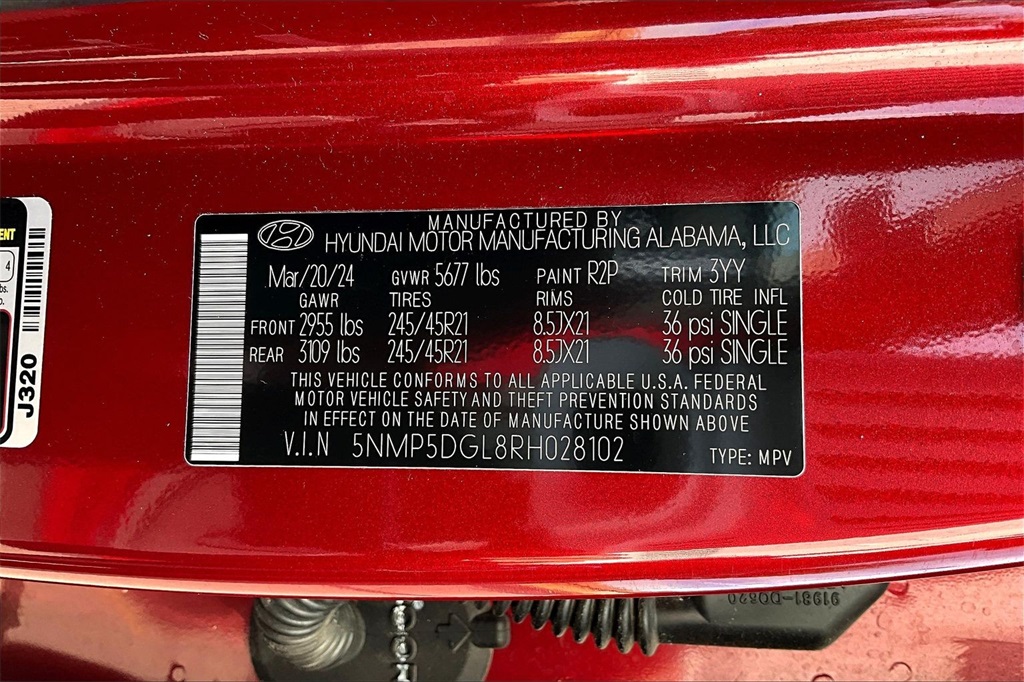 MANUFACTURED BY
HYUNDAI MOTOR MANUFACTURING ALABAMA, LLC
Mar/20/24 GVWR 5677 lbs PAINT R2P TRIM 3YY
GAWR TIRES RIMS COLD TIRE INFL
FRONT 2955 lbs 245/45R21 8.5JX21 36 psi SINGLE
REAR 3109 lbs 245/45R21 8.5JX21 36 psi SINGLE
THIS VEHICLE CONFORMS TO ALL APPLICABLE U.S.A. FEDERAL
MOTOR VEHICLE SAFETY AND THEFT PREVENTION STANDARDS
IN EFFECT ON THE DATE OF MANUFACTURE SHOWN ABOVE
V.I.N 5NMP5DGL8RH028102 TYPE: MPV
J320
4
lbs.